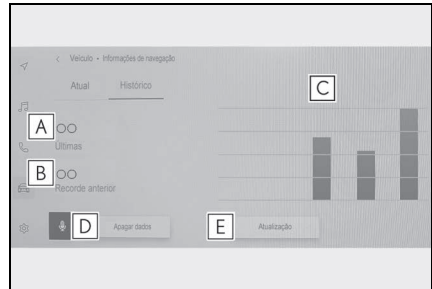 Veículo • Informações de navegação
Atual Histórico
C
A
OO
Últimas
B
OO
Recorde anterior
D Apagar dados E Atualização